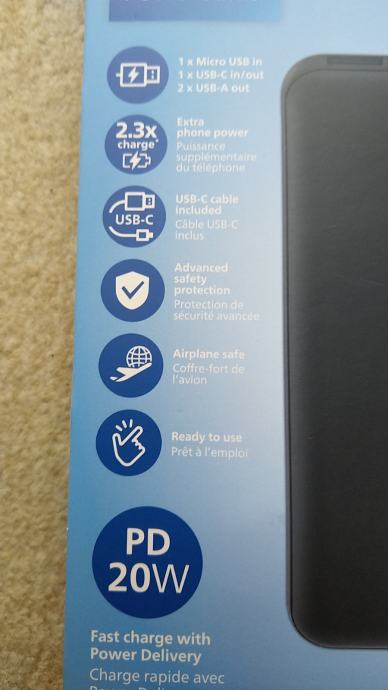 1 x Micro USB in
1 x USB-C in/out
2 x USB-A out
2.3x
charge*
Extra
phone power
Puissance
supplémentaire
du téléphone
USB-C
USB-C cable
included
Câble USB-C
inclus
Advanced
safety
protection
Protection de
sécurité avancée
Airplane safe
Coffre-fort de
l'avion
Ready to use
Prêt à l'emploi
PD
20W
Fast charge with
Power Delivery
Charge rapide avec